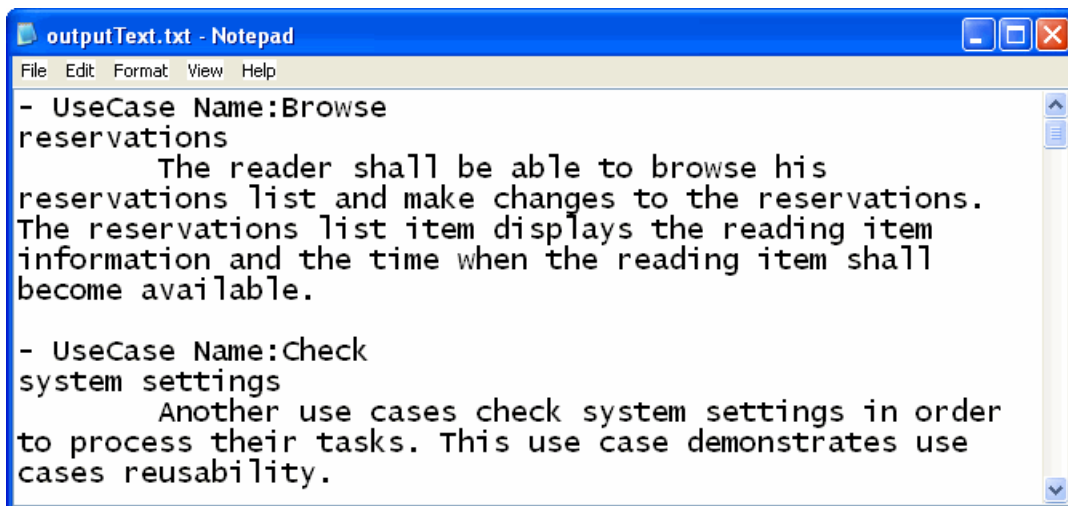 outputText.txt - Notepad
File Edit Format View Help
- UseCase Name:Browse
reservations
The reader shall be able to browse his
reservations list and make changes to the reservations.
The reservations list item displays the reading item
information and the time when the reading item shall
become available.
- UseCase Name:Check
system settings
Another use cases check system settings in order
to process their tasks. This use case demonstrates use
cases reusability.